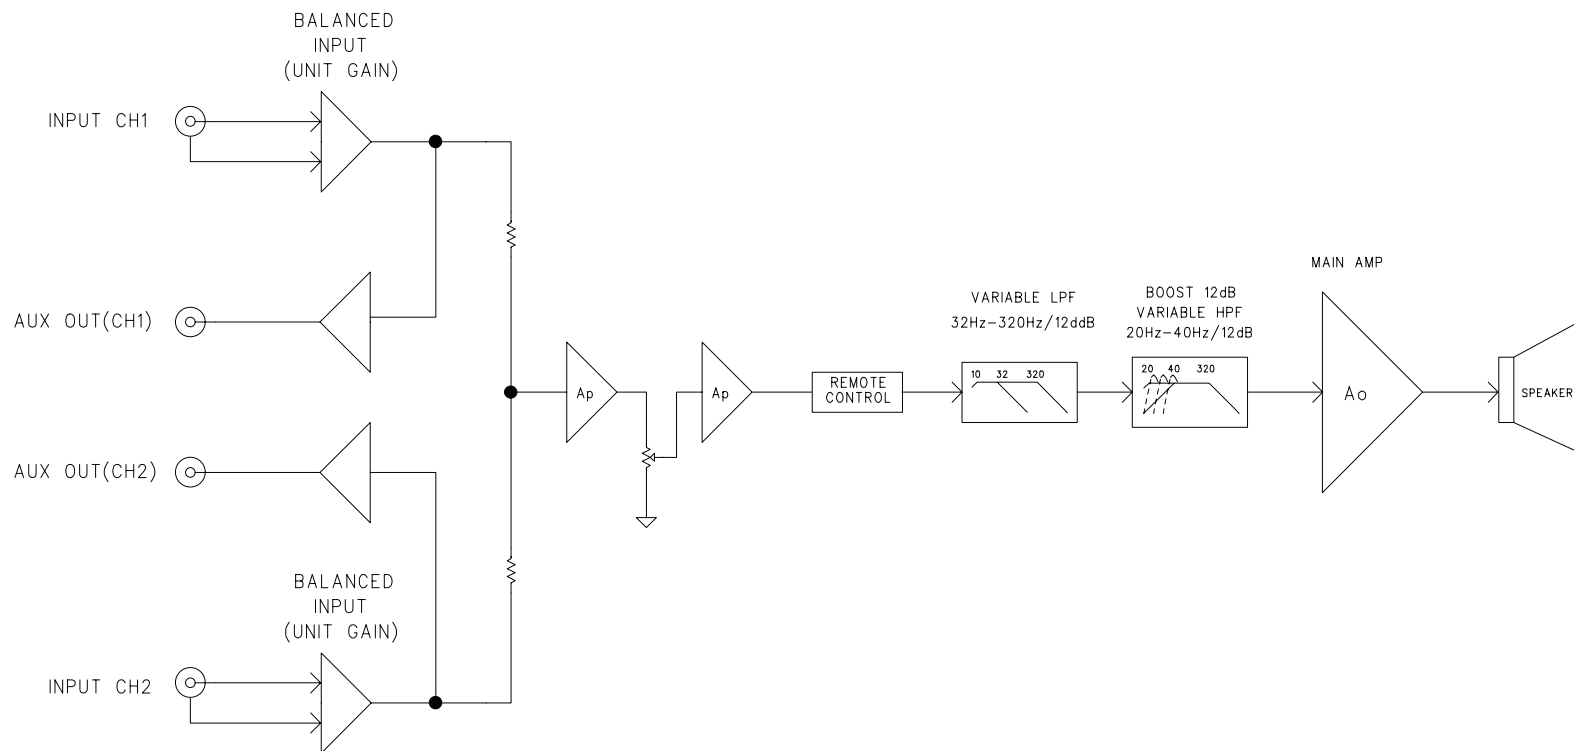 BALANCED
INPUT
(UNIT GAIN)
INPUT CH1
AUX OUT(CH1)
MAIN AMP
VARIABLE LPF
32Hz-320Hz/12ddB
BOOST 12dB
VARIABLE HPF
20Hz-40Hz/12dB
10 32 320
20 40 320
Ap
Ap
REMOTE
CONTROL
Ao
SPEAKER
AUX OUT(CH2)
BALANCED
INPUT
(UNIT GAIN)
INPUT CH2